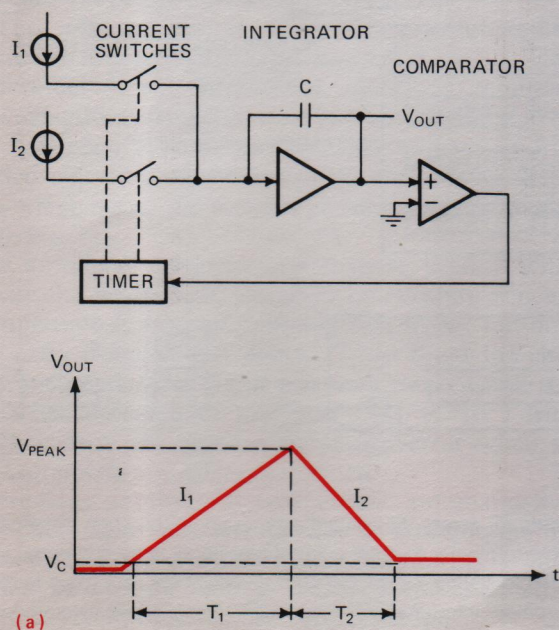 CURRENT
SWITCHES
INTEGRATOR
COMPARATOR
I1
I2
C
VOUT
+
−
TIMER
VOUT
VPEAK
I1
I2
VC
t
T1
T2
(a)